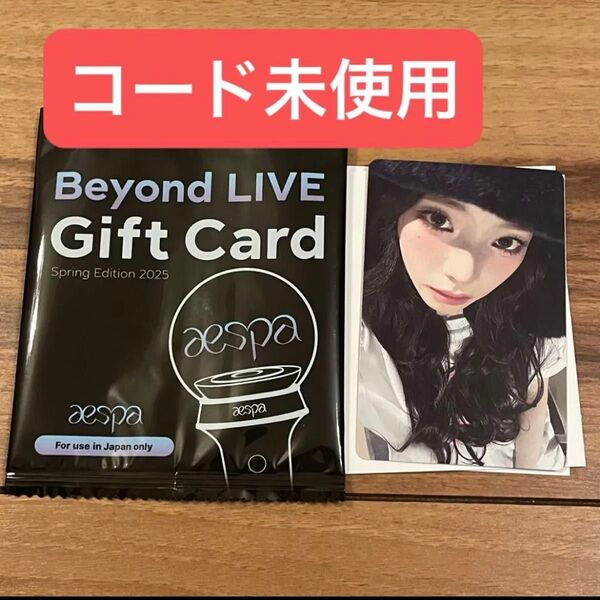 コード未使用
Beyond LIVE
Gift Card
Spring Edition 2025
aespa
aespa
aespa
For use in Japan only